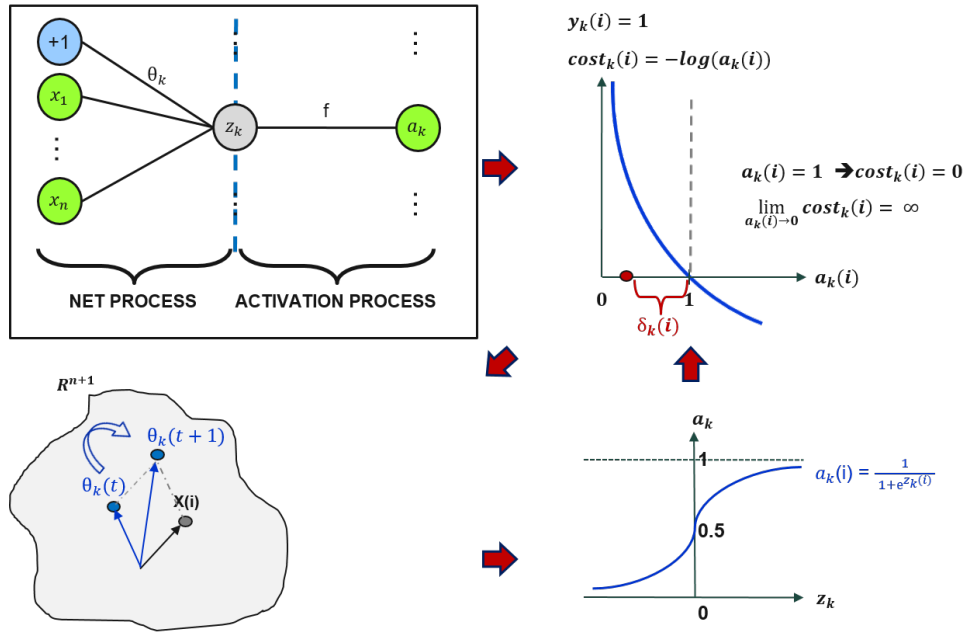 +1
θₖ
x₁
⋮
xₙ
zₖ
⋮
⋮
f
aₖ
⋮
⋮
NET PROCESS
ACTIVATION PROCESS
yₖ(i) = 1
costₖ(i) = −log(aₖ(i))
aₖ(i) = 1 ➔costₖ(i) = 0
lim aₖ(i)→0 costₖ(i) = ∞
0
1
aₖ(i)
δₖ(i)
Rⁿ⁺¹
θₖ(t + 1)
θₖ(t)
X(i)
aₖ
1
aₖ(i) = 1/(1+e^zₖ(i))
0.5
0
zₖ